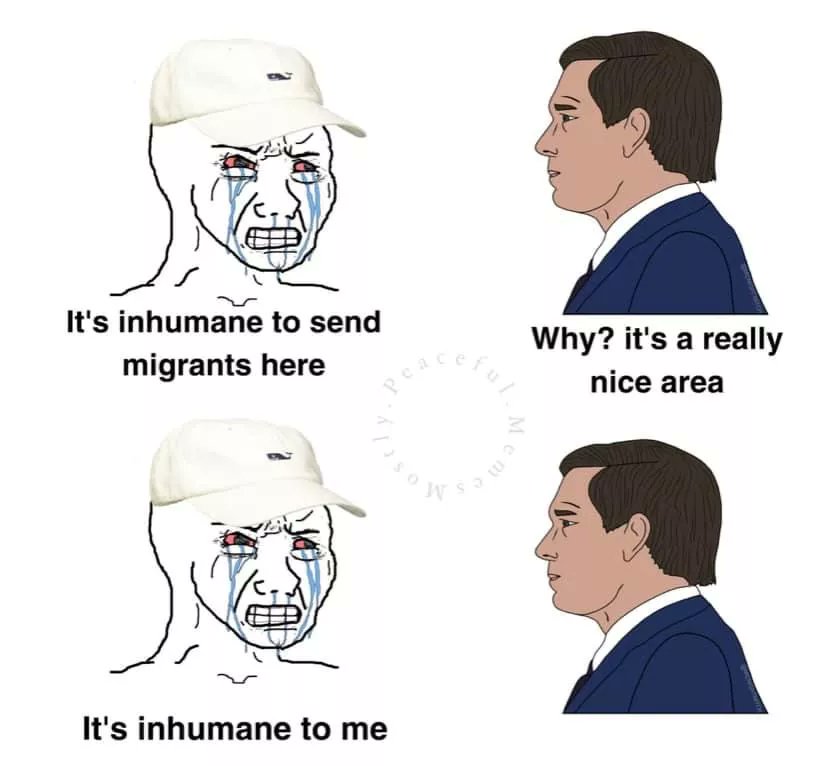 It's inhumane to send
migrants here
Why? it's a really
nice area
Mostly. Peaceful. Memes
It's inhumane to me